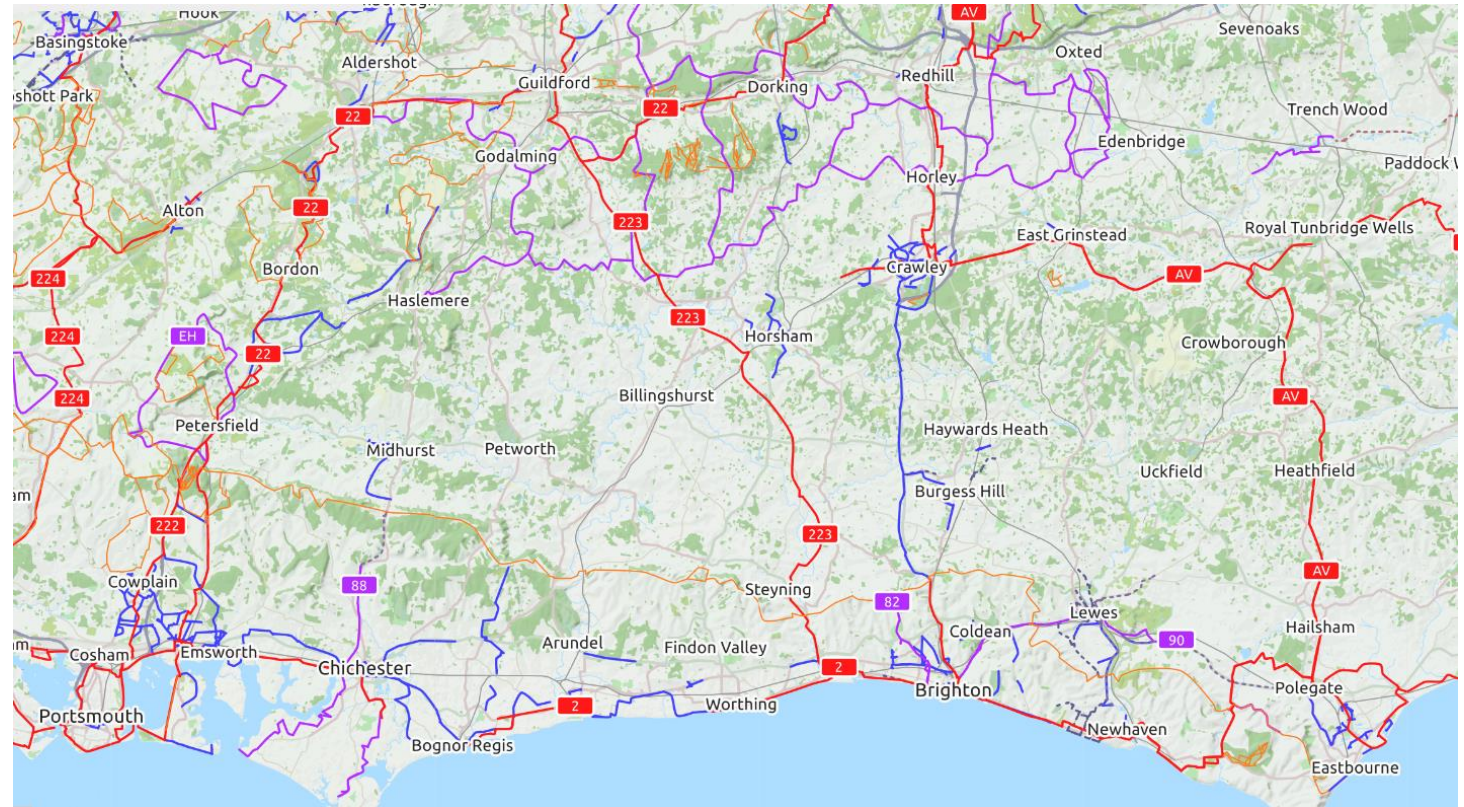 Hook
Basingstoke
Aldershot
Guildford
Dorking
Redhill
AV
Oxted
Sevenoaks
22
22
Trench Wood
Godalming
Edenbridge
Horley
Alton
22
223
East Grinstead
Royal Tunbridge Wells
224
Bordon
Crawley
AV
Haslemere
223
224
EH
22
Horsham
Crowborough
224
Billingshurst
AV
Petersfield
Midhurst
Petworth
Haywards Heath
Uckfield
Heathfield
Burgess Hill
222
223
Cowplain
88
Steyning
82
AV
Lewes
Hailsham
Coldean
90
Cosham
Emsworth
Chichester
Arundel
Findon Valley
2
Brighton
Polegate
Portsmouth
2
Worthing
Newhaven
Bognor Regis
Eastbourne